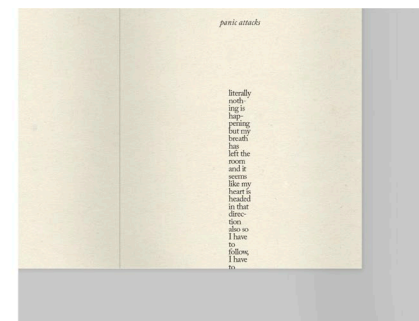 panic attacks
literally
noth-
ing is
hap-
pening
but my
breath
has
left the
room
and it
seems
like my
heart is
headed
in that
direc-
tion
also so
I have
to
follow,
I have
to